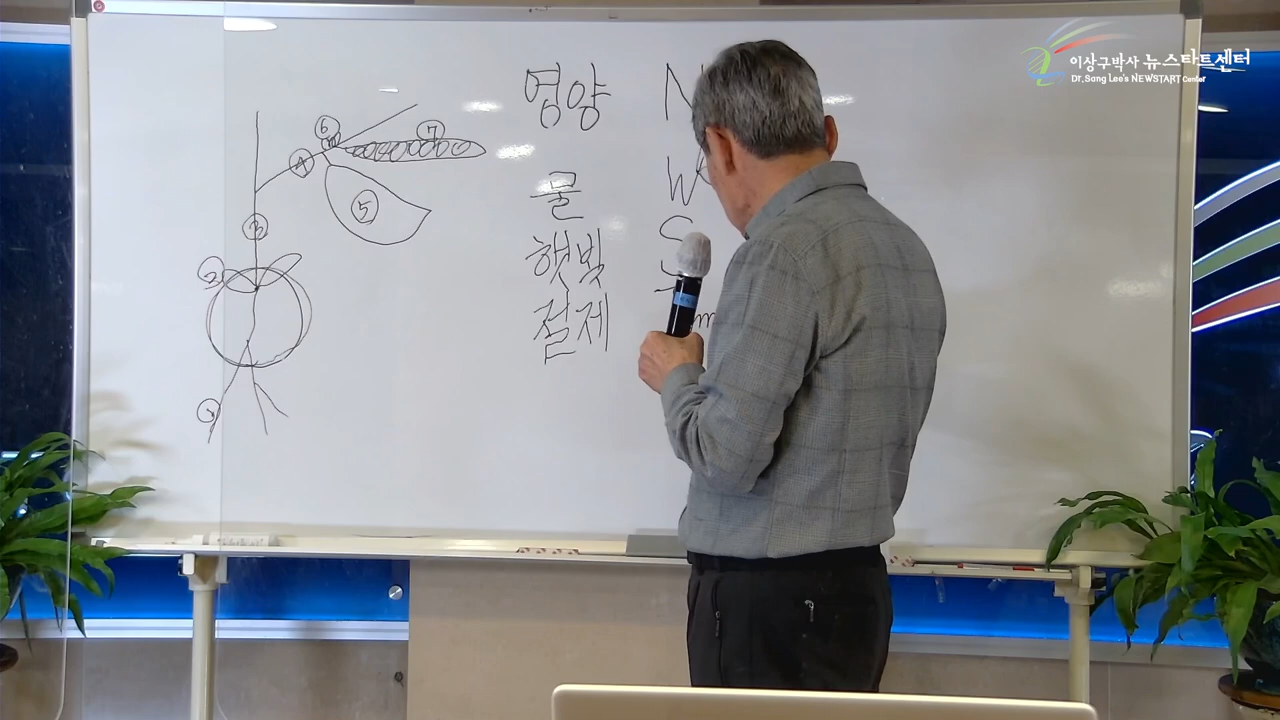 이상구박사 뉴스타트센터
Dr. Sang Lee's NEWSTART Center
영양 N
물 W
햇빛 S
절제
⑥ ⑦
④
⑤
③
②
①